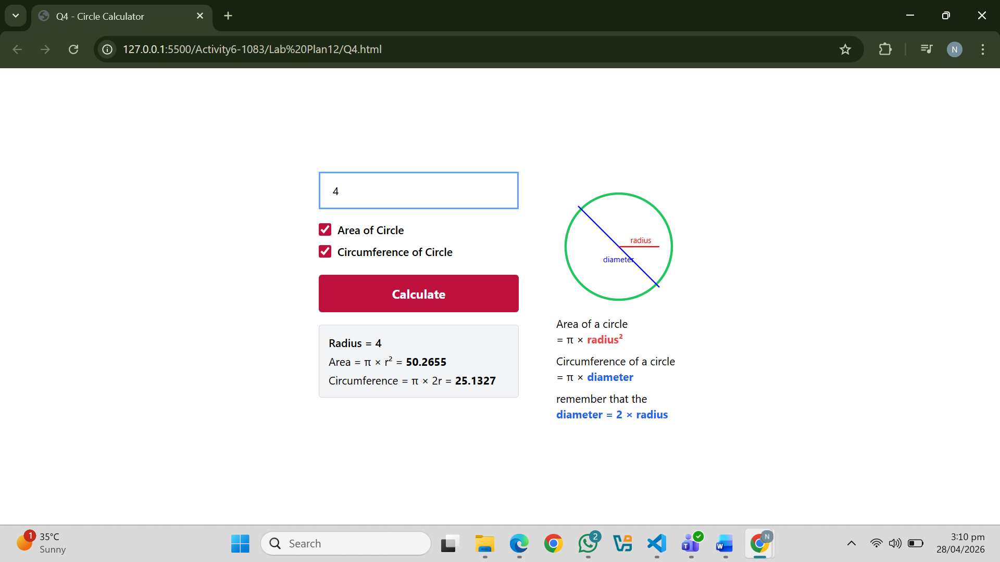 Q4 - Circle Calculator
127.0.0.1:5500/Activity6-1083/Lab%20Plan12/Q4.html
N
4
Area of Circle
Circumference of Circle
Calculate
Radius = 4
Area = π × r² = 50.2655
Circumference = π × 2r = 25.1327
radius
diameter
Area of a circle
= π × radius²
Circumference of a circle
= π × diameter
remember that the
diameter = 2 × radius
1
35°C
Sunny
Search
2
T
W
N
3:10 pm
28/04/2026